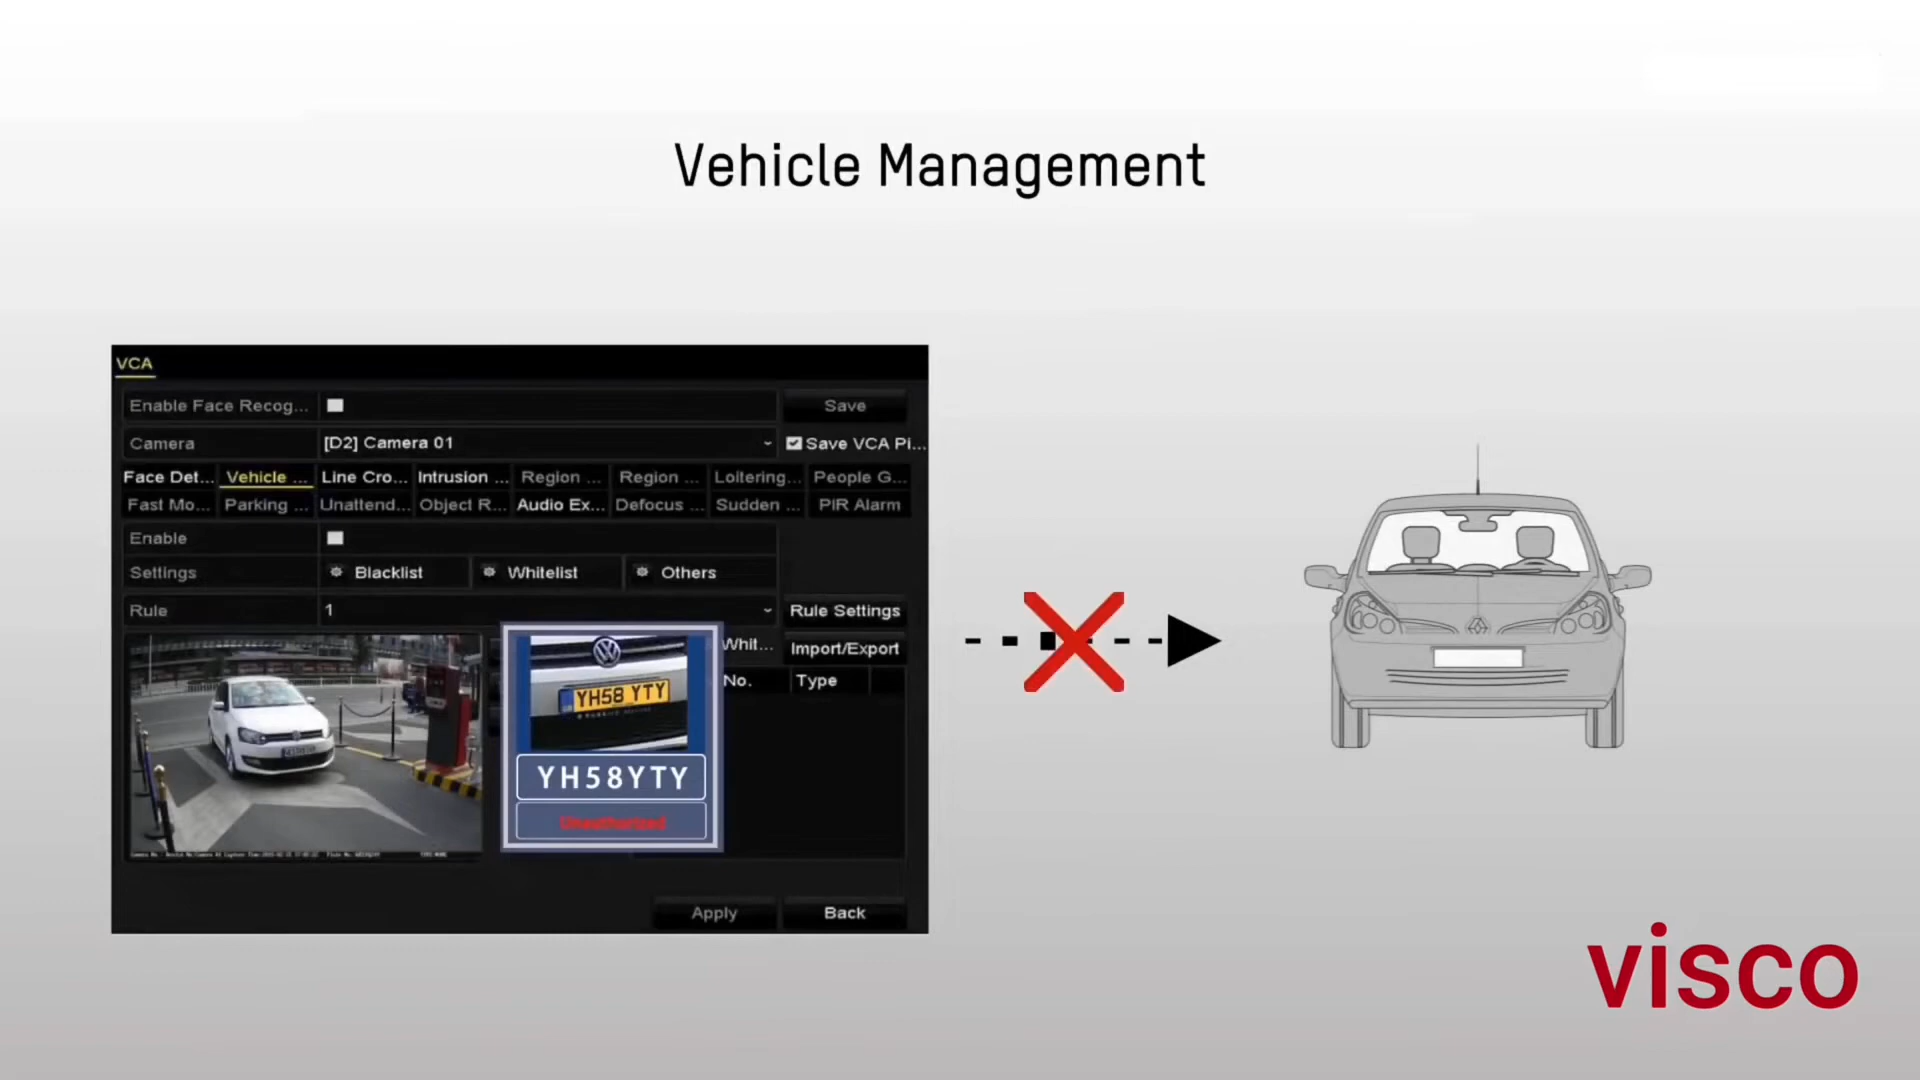 Vehicle Management
VCA
Enable Face Recog...
Save
Camera
[D2] Camera 01
Save VCA Pi...
Face Det... Vehicle ... Line Cro... Intrusion ... Region ... Region ... Loitering... People G...
Fast Mo... Parking ... Unattend... Object R... Audio Ex... Defocus ... Sudden ... PIR Alarm
Enable
Settings
Blacklist
Whitelist
Others
Rule
1
Rule Settings
Whit...
Import/Export
No.
Type
YH58 YTY
YH58YTY
Unauthorized
Apply
Back
visco